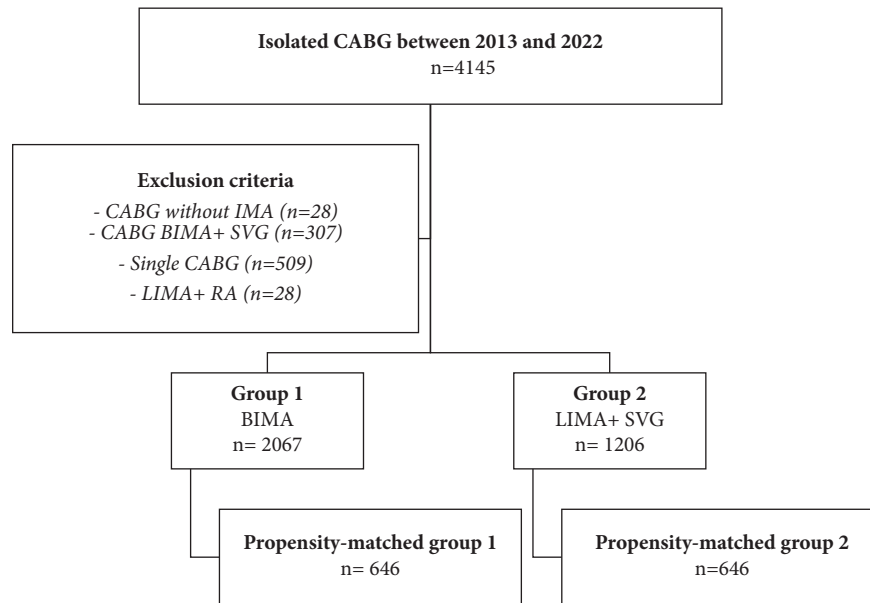 Isolated CABG between 2013 and 2022
n=4145
Exclusion criteria
- CABG without IMA (n=28)
- CABG BIMA+ SVG (n=307)
- Single CABG (n=509)
- LIMA+ RA (n=28)
Group 1
BIMA
n= 2067
Group 2
LIMA+ SVG
n= 1206
Propensity-matched group 1
n= 646
Propensity-matched group 2
n=646